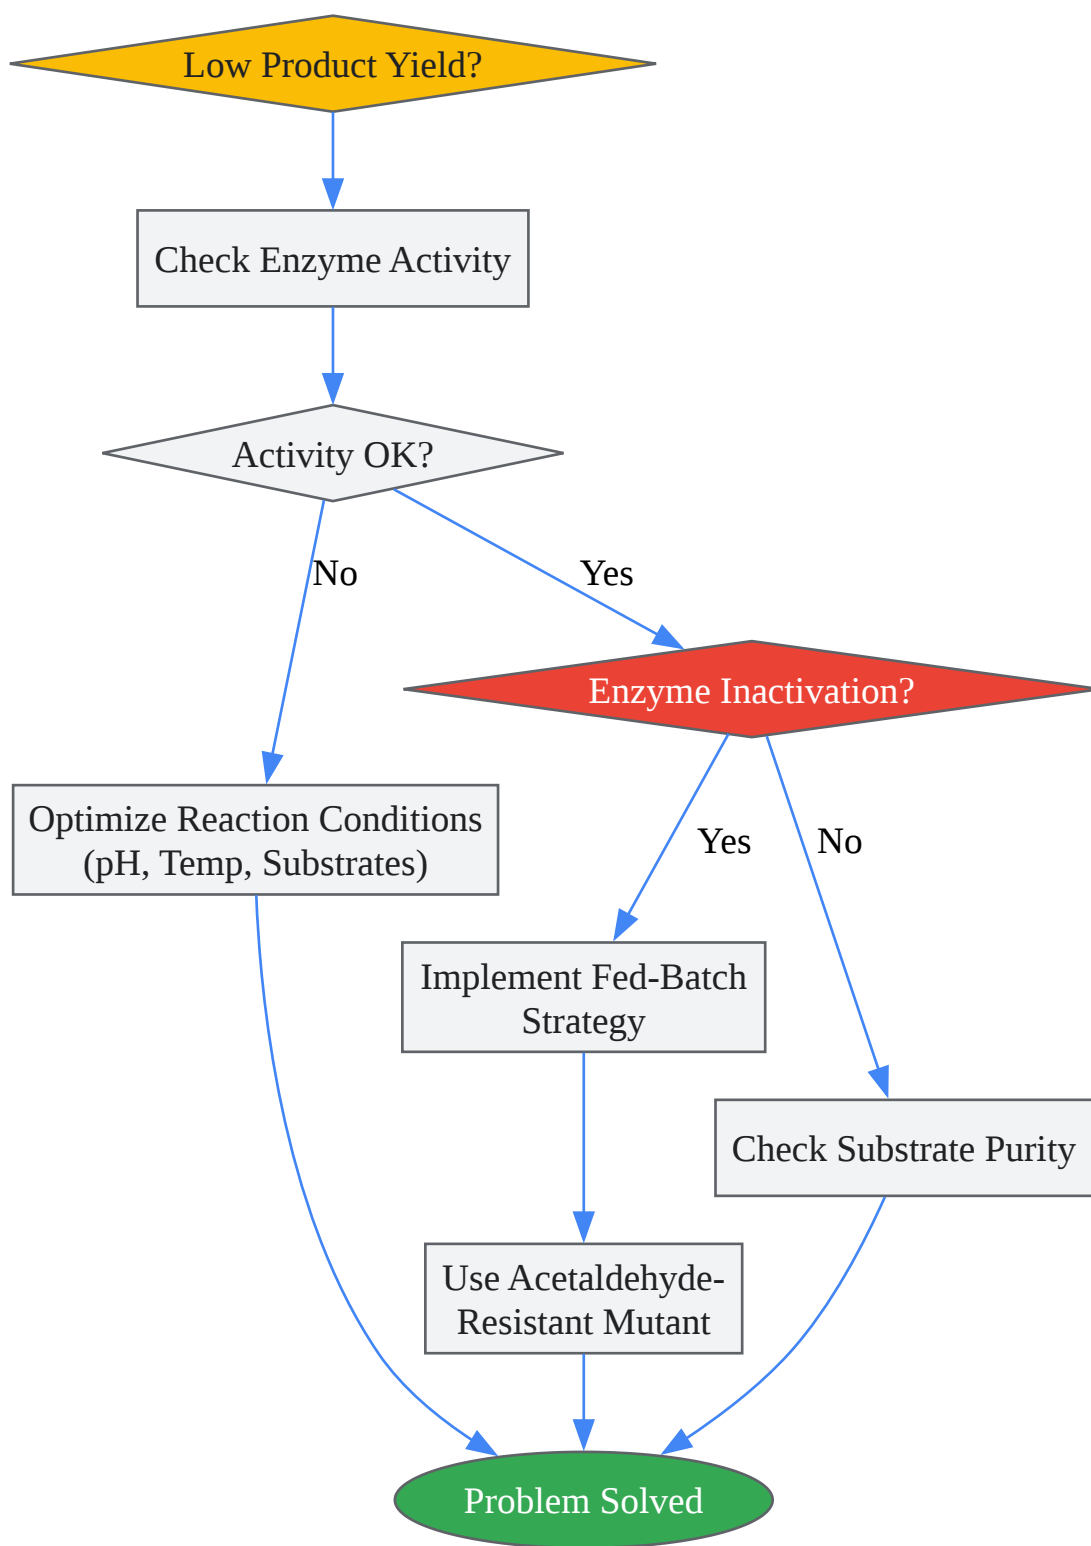 Low Product Yield?
Check Enzyme Activity
Activity OK?
No
Yes
Enzyme Inactivation?
Optimize Reaction Conditions
(pH, Temp, Substrates)
Yes
No
Implement Fed-Batch
Strategy
Check Substrate Purity
Use Acetaldehyde-
Resistant Mutant
Problem Solved